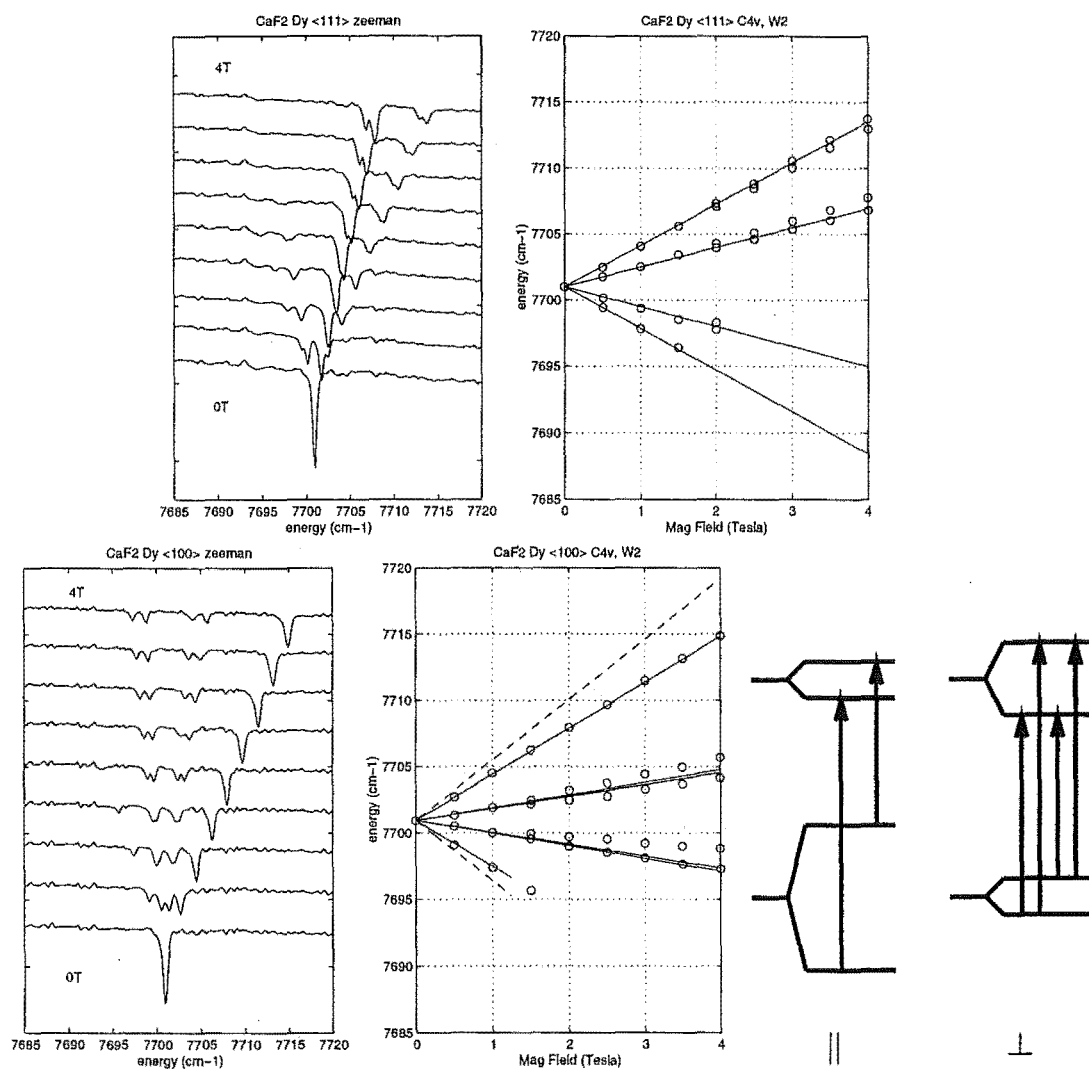 CaF2 Dy <111> zeeman
4T
0T
7685 7690 7695 7700 7705 7710 7715 7720
energy (cm-1)
CaF2 Dy <111> C4v, W2
7720
7715
7710
7705
7700
7695
7690
7685
energy (cm-1)
0 1 2 3 4
Mag Field (Tesla)
CaF2 Dy <100> zeeman
4T
0T
7685 7690 7695 7700 7705 7710 7715 7720
energy (cm-1)
CaF2 Dy <100> C4v, W2
7720
7715
7710
7705
7700
7695
7690
7685
energy (cm-1)
0 1 2 3 4
Mag Field (Tesla)
|| ⊥